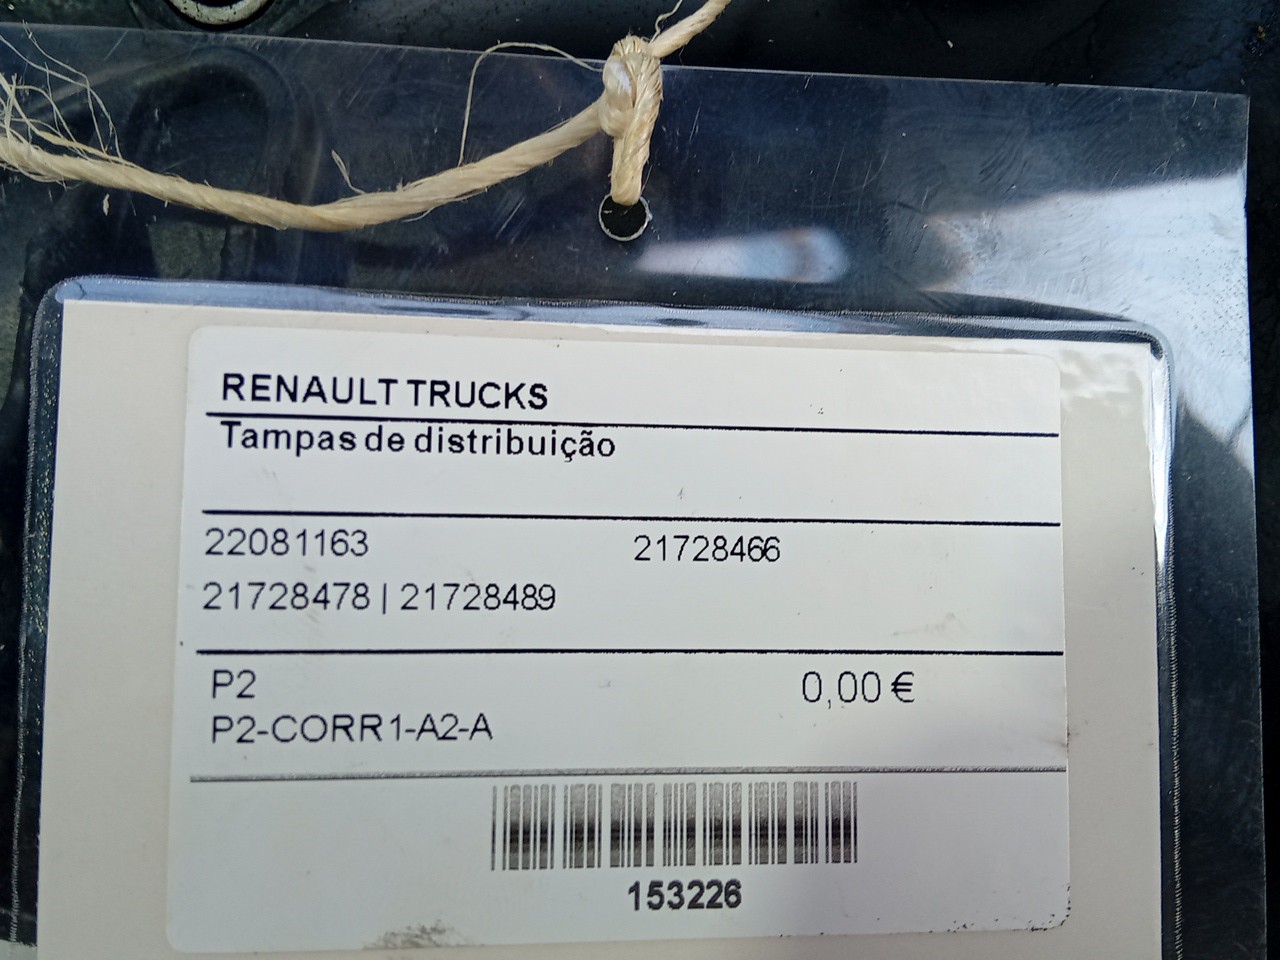 RENAULT TRUCKS
Tampas de distribuição
22081163 21728466
21728478 | 21728489
P2 0,00 €
P2-CORR1-A2-A
153226